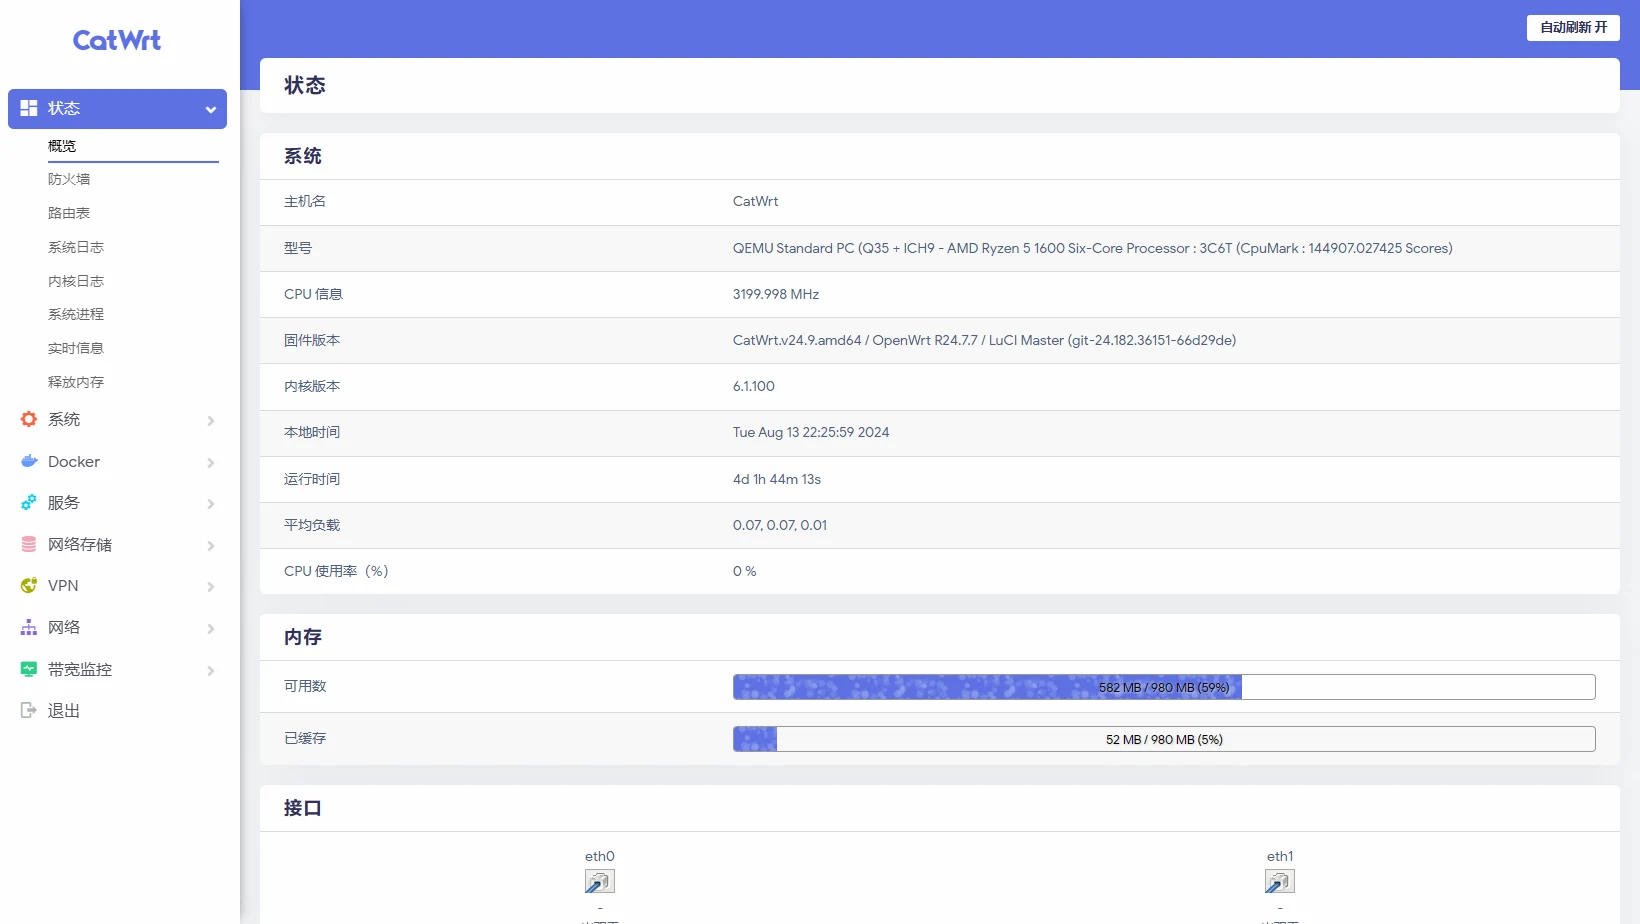 CatWrt
自动刷新 开
状态
概览
防火墙
路由表
系统日志
内核日志
系统进程
实时信息
释放内存
系统
Docker
服务
网络存储
VPN
网络
带宽监控
退出
状态
系统
主机名 CatWrt
型号 QEMU Standard PC (Q35 + ICH9 - AMD Ryzen 5 1600 Six-Core Processor : 3C6T (CpuMark : 144907.027425 Scores)
CPU 信息 3199.998 MHz
固件版本 CatWrt.v24.9.amd64 / OpenWrt R24.7.7 / LuCI Master (git-24.182.36151-66d29de)
内核版本 6.1.100
本地时间 Tue Aug 13 22:25:59 2024
运行时间 4d 1h 44m 13s
平均负载 0.07, 0.07, 0.01
CPU 使用率（%） 0 %
内存
可用数 582 MB / 980 MB (59%)
已缓存 52 MB / 980 MB (5%)
接口
eth0 eth1
- -